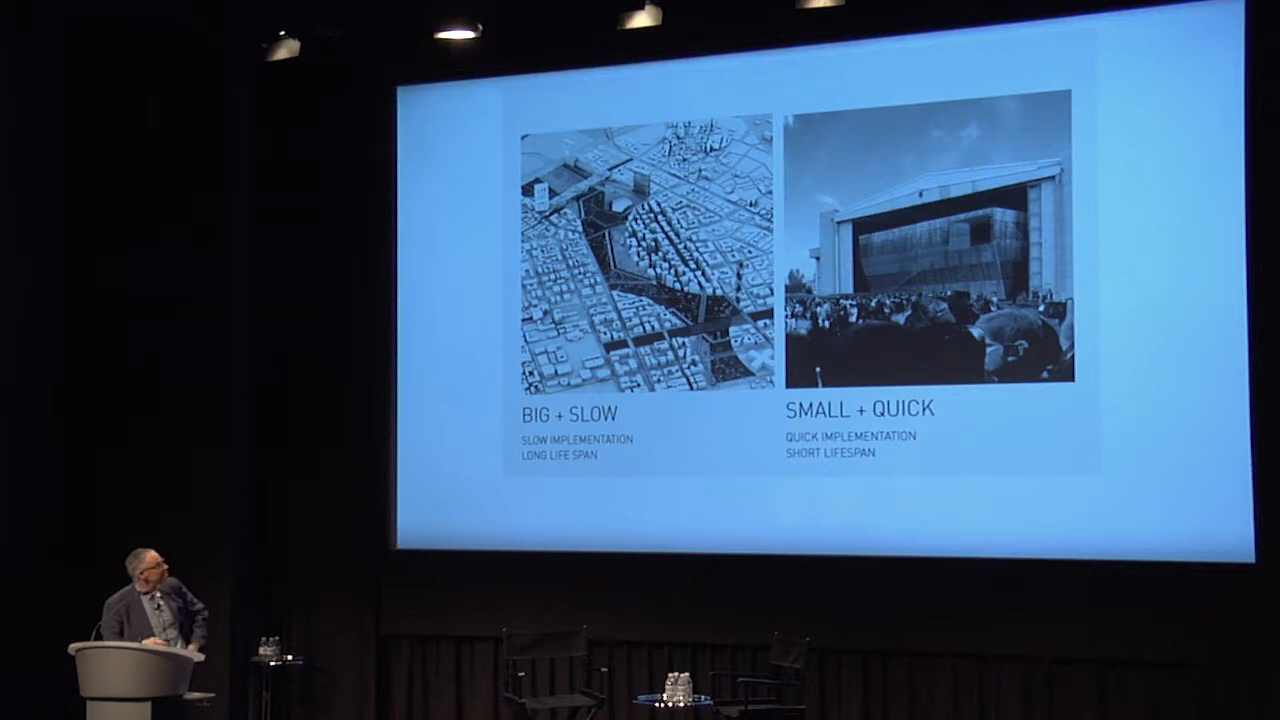 BIG + SLOW
SLOW IMPLEMENTATION
LONG LIFE SPAN
SMALL + QUICK
QUICK IMPLEMENTATION
SHORT LIFESPAN